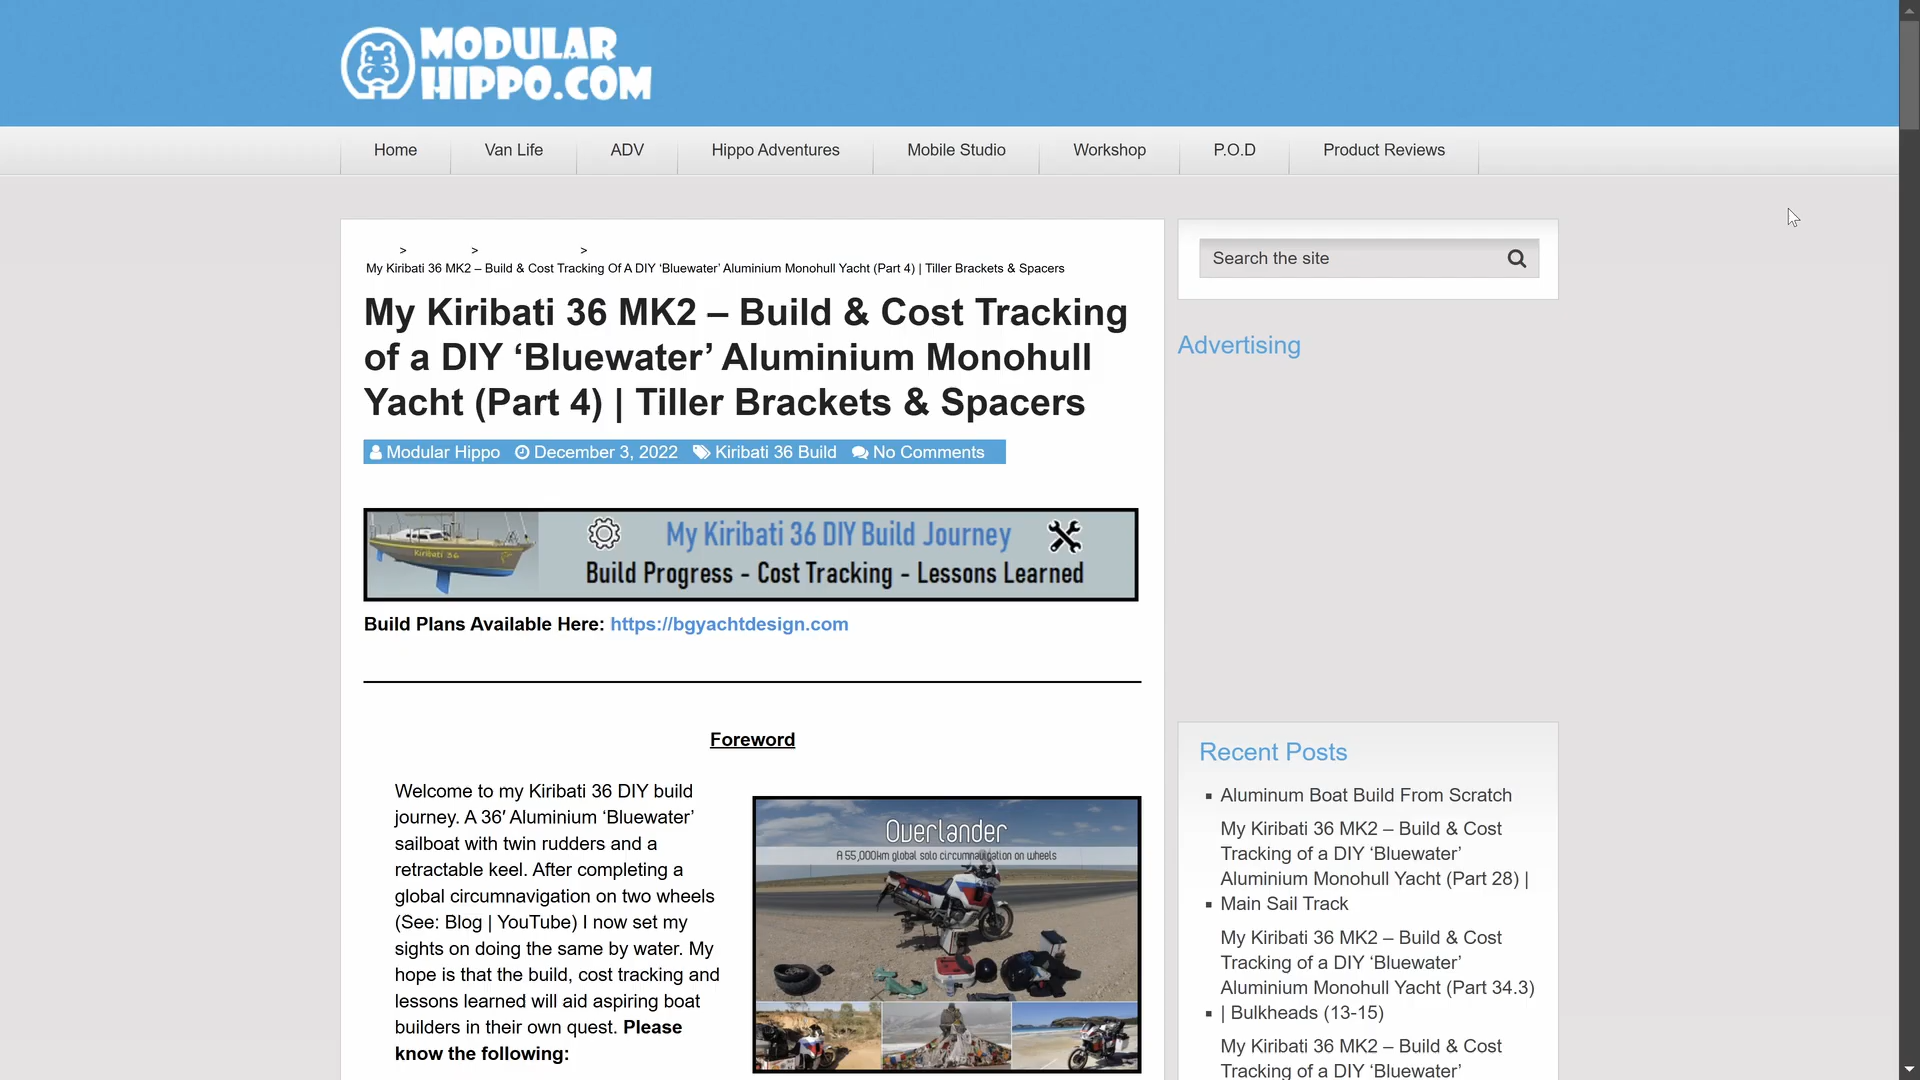 MODULAR
HIPPO.COM
Home
Van Life
ADV
Hippo Adventures
Mobile Studio
Workshop
P.O.D
Product Reviews
> > >
My Kiribati 36 MK2 – Build & Cost Tracking Of A DIY ‘Bluewater’ Aluminium Monohull Yacht (Part 4) | Tiller Brackets & Spacers
My Kiribati 36 MK2 – Build & Cost Tracking
of a DIY ‘Bluewater’ Aluminium Monohull
Yacht (Part 4) | Tiller Brackets & Spacers
Modular Hippo December 3, 2022 Kiribati 36 Build No Comments
Kiribati 36
My Kiribati 36 DIY Build Journey
Build Progress - Cost Tracking - Lessons Learned
Build Plans Available Here: https://bgyachtdesign.com
Foreword
Welcome to my Kiribati 36 DIY build
journey. A 36′ Aluminium ‘Bluewater’
sailboat with twin rudders and a
retractable keel. After completing a
global circumnavigation on two wheels
(See: Blog | YouTube) I now set my
sights on doing the same by water. My
hope is that the build, cost tracking and
lessons learned will aid aspiring boat
builders in their own quest. Please
know the following:
Overlander
A 55,000km global solo circumnavigation on wheels
Search the site
Advertising
Recent Posts
Aluminum Boat Build From Scratch
My Kiribati 36 MK2 – Build & Cost
Tracking of a DIY ‘Bluewater’
Aluminium Monohull Yacht (Part 28) |
Main Sail Track
My Kiribati 36 MK2 – Build & Cost
Tracking of a DIY ‘Bluewater’
Aluminium Monohull Yacht (Part 34.3)
| Bulkheads (13-15)
My Kiribati 36 MK2 – Build & Cost
Tracking of a DIY ‘Bluewater’